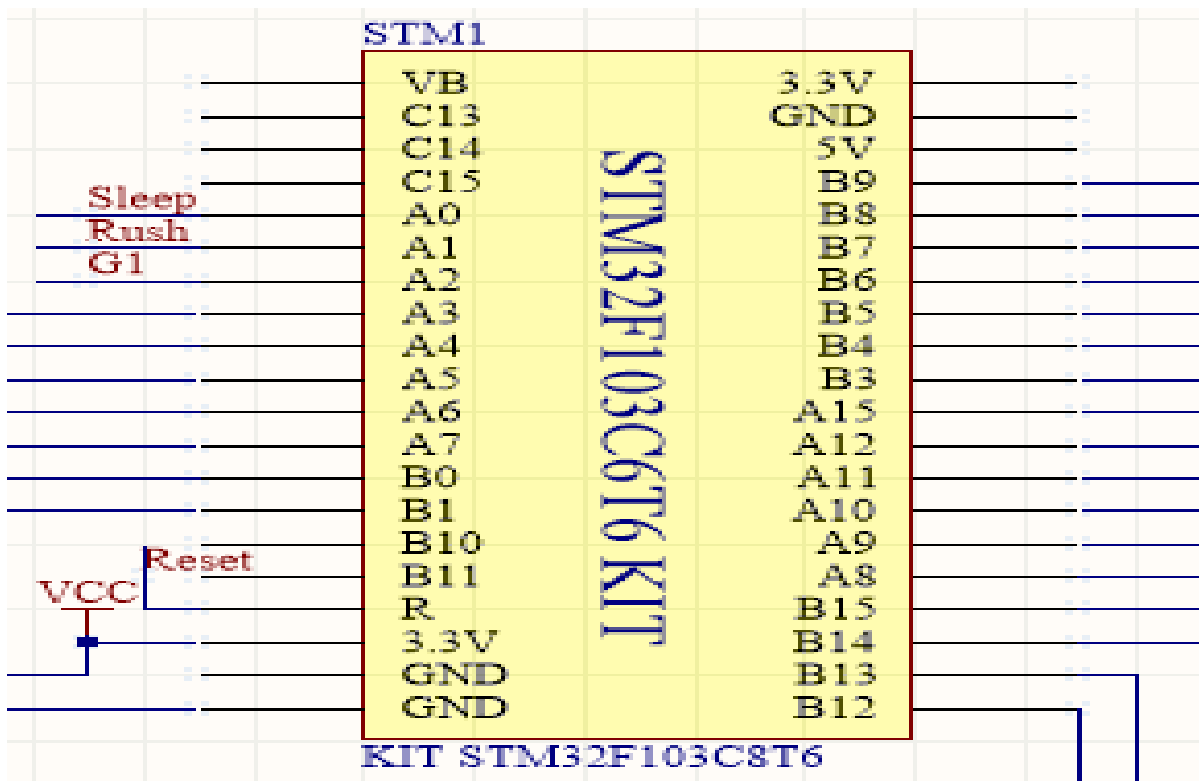 STM1
VB
C13
C14
C15
Sleep
A0
Rush
A1
G1
A2
A3
A4
A5
A6
A7
B0
B1
B10
Reset
B11
VCC
R
3.3V
GND
GND
STM32F103C6T6 KIT
3.3V
GND
5V
B9
B8
B7
B6
B5
B4
B3
A15
A12
A11
A10
A9
A8
B15
B14
B13
B12
KIT STM32F103C8T6